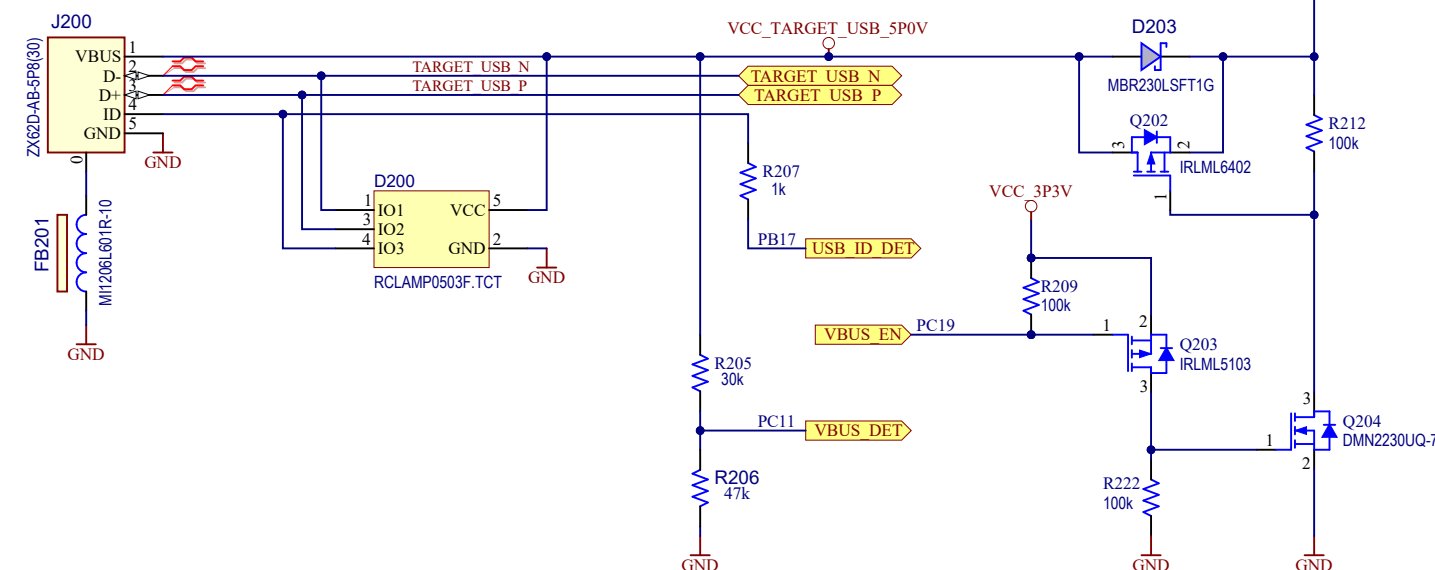 J200
ZX62D-AB-5P8(30)
VBUS 1
D- 2
D+ 3
ID 4
GND 5
0
GND
FB201
MI1206L601R-10
GND
TARGET_USB_N
TARGET_USB_P
TARGET_USB_N
TARGET_USB_P
VCC_TARGET_USB_5P0V
D200
1 IO1 VCC 5
3 IO2
4 IO3 GND 2
RCLAMP0503F.TCT
GND
R207
1k
PB17
USB_ID_DET
R205
30k
PC11
VBUS_DET
R206
47k
GND
D203
MBR230LSFT1G
Q202
3 2
IRLML6402
1
R212
100k
VCC_3P3V
R209
100k
VBUS_EN
PC19
1
2
Q203
IRLML5103
3
R222
100k
GND
3
1
Q204
DMN2230UQ-7
2
GND